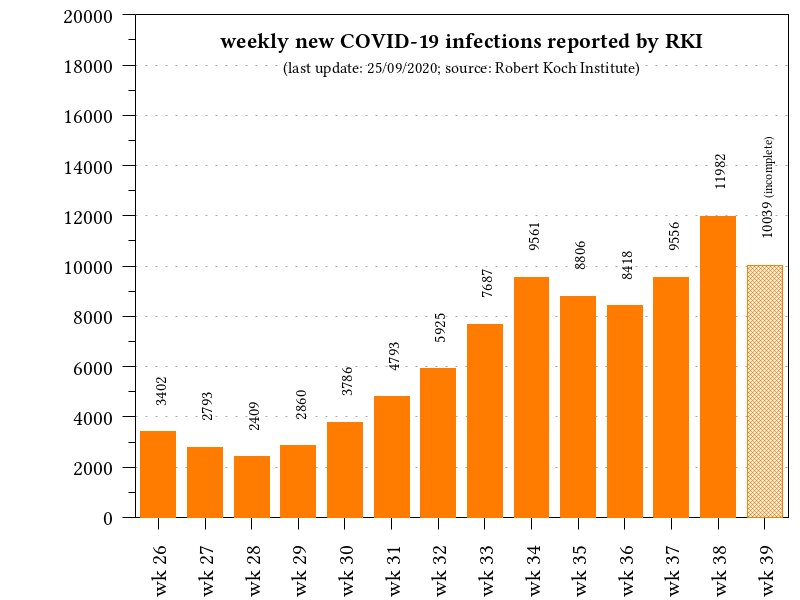 weekly new COVID-19 infections reported by RKI
(last update: 25/09/2020; source: Robert Koch Institute)
20000
18000
16000
14000
12000
10000
8000
6000
4000
2000
0
3402
2793
2409
2860
3786
4793
5925
7687
9561
8806
8418
9556
11982
10039 (incomplete)
wk 26
wk 27
wk 28
wk 29
wk 30
wk 31
wk 32
wk 33
wk 34
wk 35
wk 36
wk 37
wk 38
wk 39